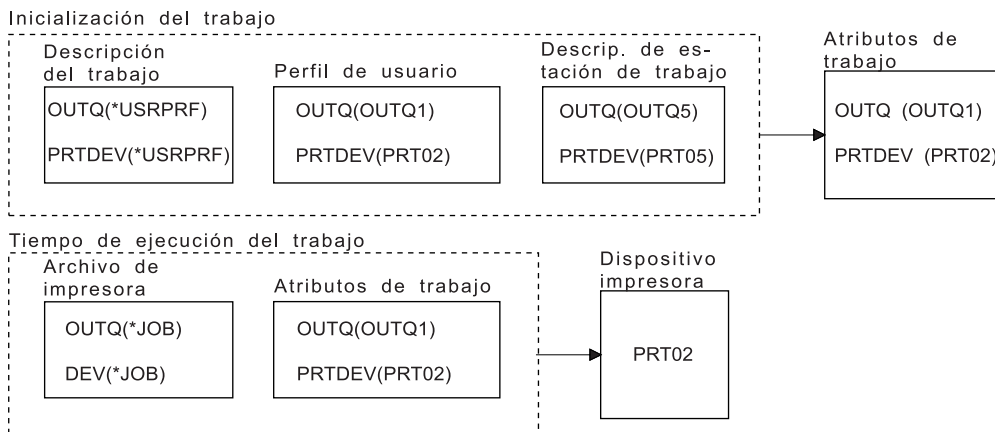 Inicialización del trabajo
Descripción
del trabajo
OUTQ(*USRPRF)
PRTDEV(*USRPRF)
Perfil de usuario
OUTQ(OUTQ1)
PRTDEV(PRT02)
Descrip. de es-
tación de trabajo
OUTQ(OUTQ5)
PRTDEV(PRT05)
Atributos de
trabajo
OUTQ (OUTQ1)
PRTDEV (PRT02)
Tiempo de ejecución del trabajo
Archivo de
impresora
OUTQ(*JOB)
DEV(*JOB)
Atributos de trabajo
OUTQ(OUTQ1)
PRTDEV(PRT02)
Dispositivo
impresora
PRT02